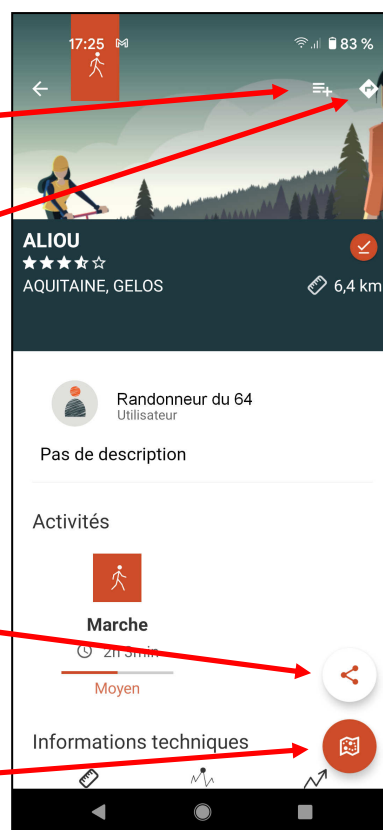 17:25 83 %
ALIOU
AQUITAINE, GELOS 6,4 km
Randonneur du 64
Utilisateur
Pas de description
Activités
Marche
2h 3min
Moyen
Informations techniques